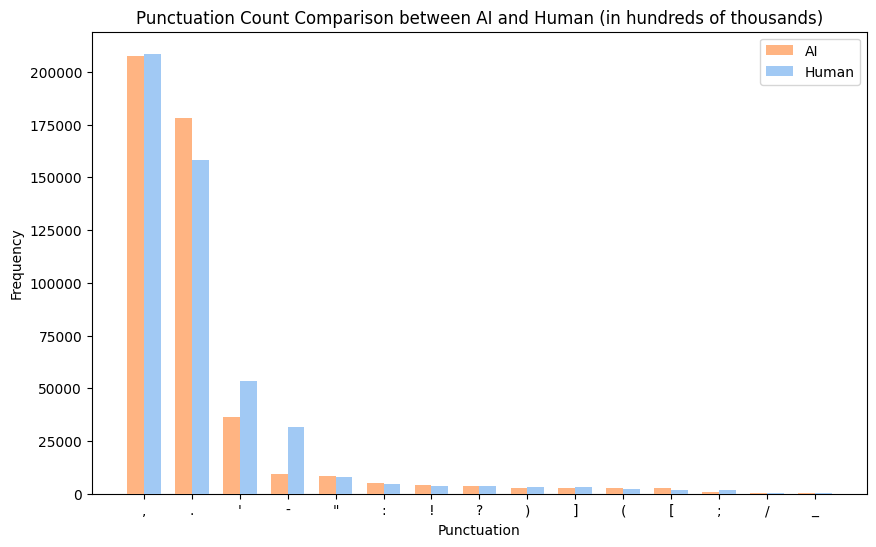 Punctuation Count Comparison between AI and Human (in hundreds of thousands)
AI
Human
200000
175000
150000
125000
100000
75000
50000
25000
0
Frequency
, . ' - " : ! ? ) ] ( [ ; / _
Punctuation